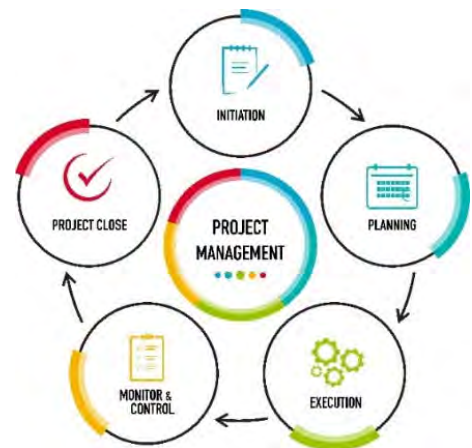 INITIATION
PLANNING
EXECUTION
MONITOR &
CONTROL
PROJECT CLOSE
PROJECT
MANAGEMENT